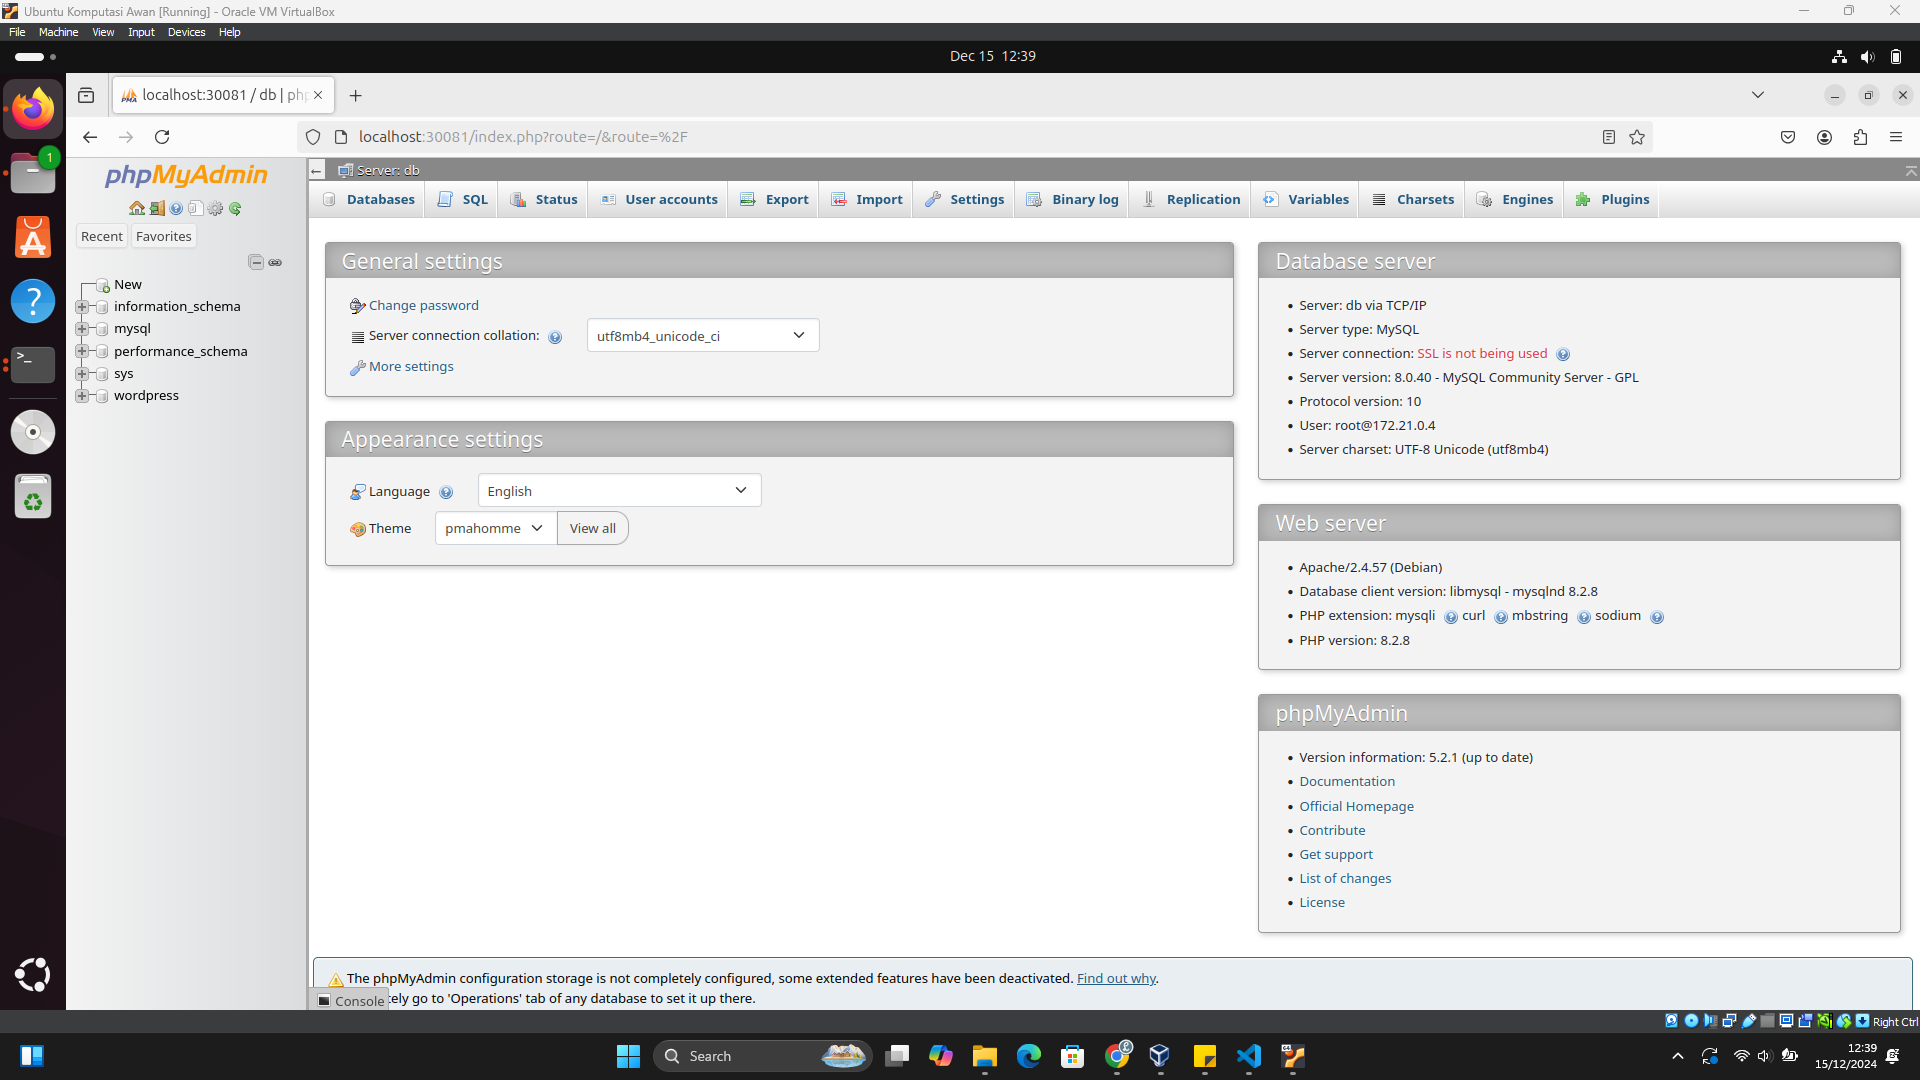 Ubuntu Komputasi Awan [Running] - Oracle VM VirtualBox
File Machine View Input Devices Help
Dec 15 12:39
localhost:30081 / db | php
localhost:30081/index.php?route=/&route=%2F
phpMyAdmin
Recent Favorites
New
information_schema
mysql
performance_schema
sys
wordpress
Server: db
Databases SQL Status User accounts Export Import Settings Binary log Replication Variables Charsets Engines Plugins
General settings
Change password
Server connection collation: utf8mb4_unicode_ci
More settings
Appearance settings
Language English
Theme pmahomme View all
Database server
Server: db via TCP/IP
Server type: MySQL
Server connection: SSL is not being used
Server version: 8.0.40 - MySQL Community Server - GPL
Protocol version: 10
User: root@172.21.0.4
Server charset: UTF-8 Unicode (utf8mb4)
Web server
Apache/2.4.57 (Debian)
Database client version: libmysql - mysqlnd 8.2.8
PHP extension: mysqli curl mbstring sodium
PHP version: 8.2.8
phpMyAdmin
Version information: 5.2.1 (up to date)
Documentation
Official Homepage
Contribute
Get support
List of changes
License
The phpMyAdmin configuration storage is not completely configured, some extended features have been deactivated. Find out why.
Console
go to 'Operations' tab of any database to set it up there.
Right Ctrl
Search
12:39
15/12/2024
1